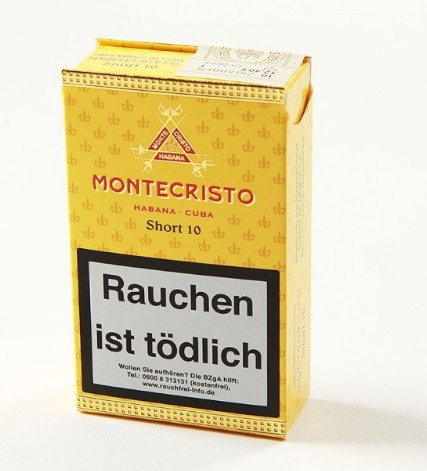 MONTE
CRISTO
HABANA
MONTECRISTO
HABANA · CUBA
Short 10
Rauchen
ist tödlich
Wollen Sie aufhören? Die BZgA hilft:
Tel.: 0800 8 313131 (kostenfrei),
www.rauchfrei-info.de